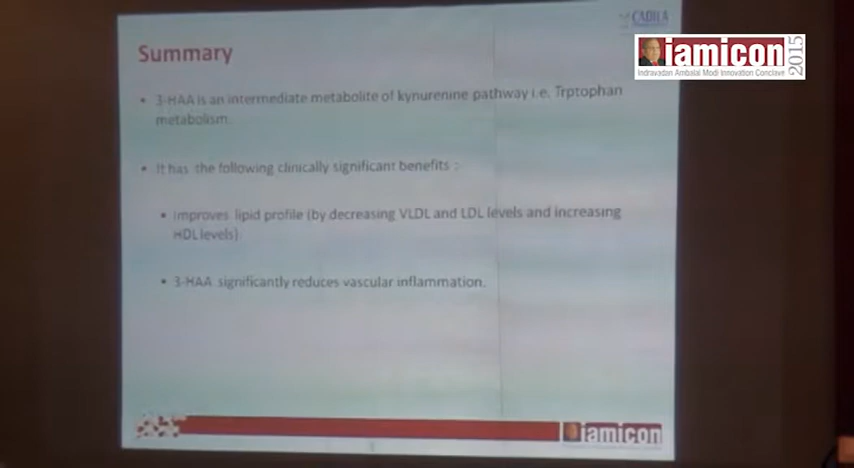 CADILA
iamicon 2015
Indravadan Ambalal Modi Innovation Conclave
Summary
• 3-HAA is an intermediate metabolite of kynurenine pathway i.e. Trptophan
metabolism.
• It has the following clinically significant benefits :
• Improves lipid profile (by decreasing VLDL and LDL levels and increasing
HDL levels)
• 3-HAA significantly reduces vascular inflammation.
iamicon